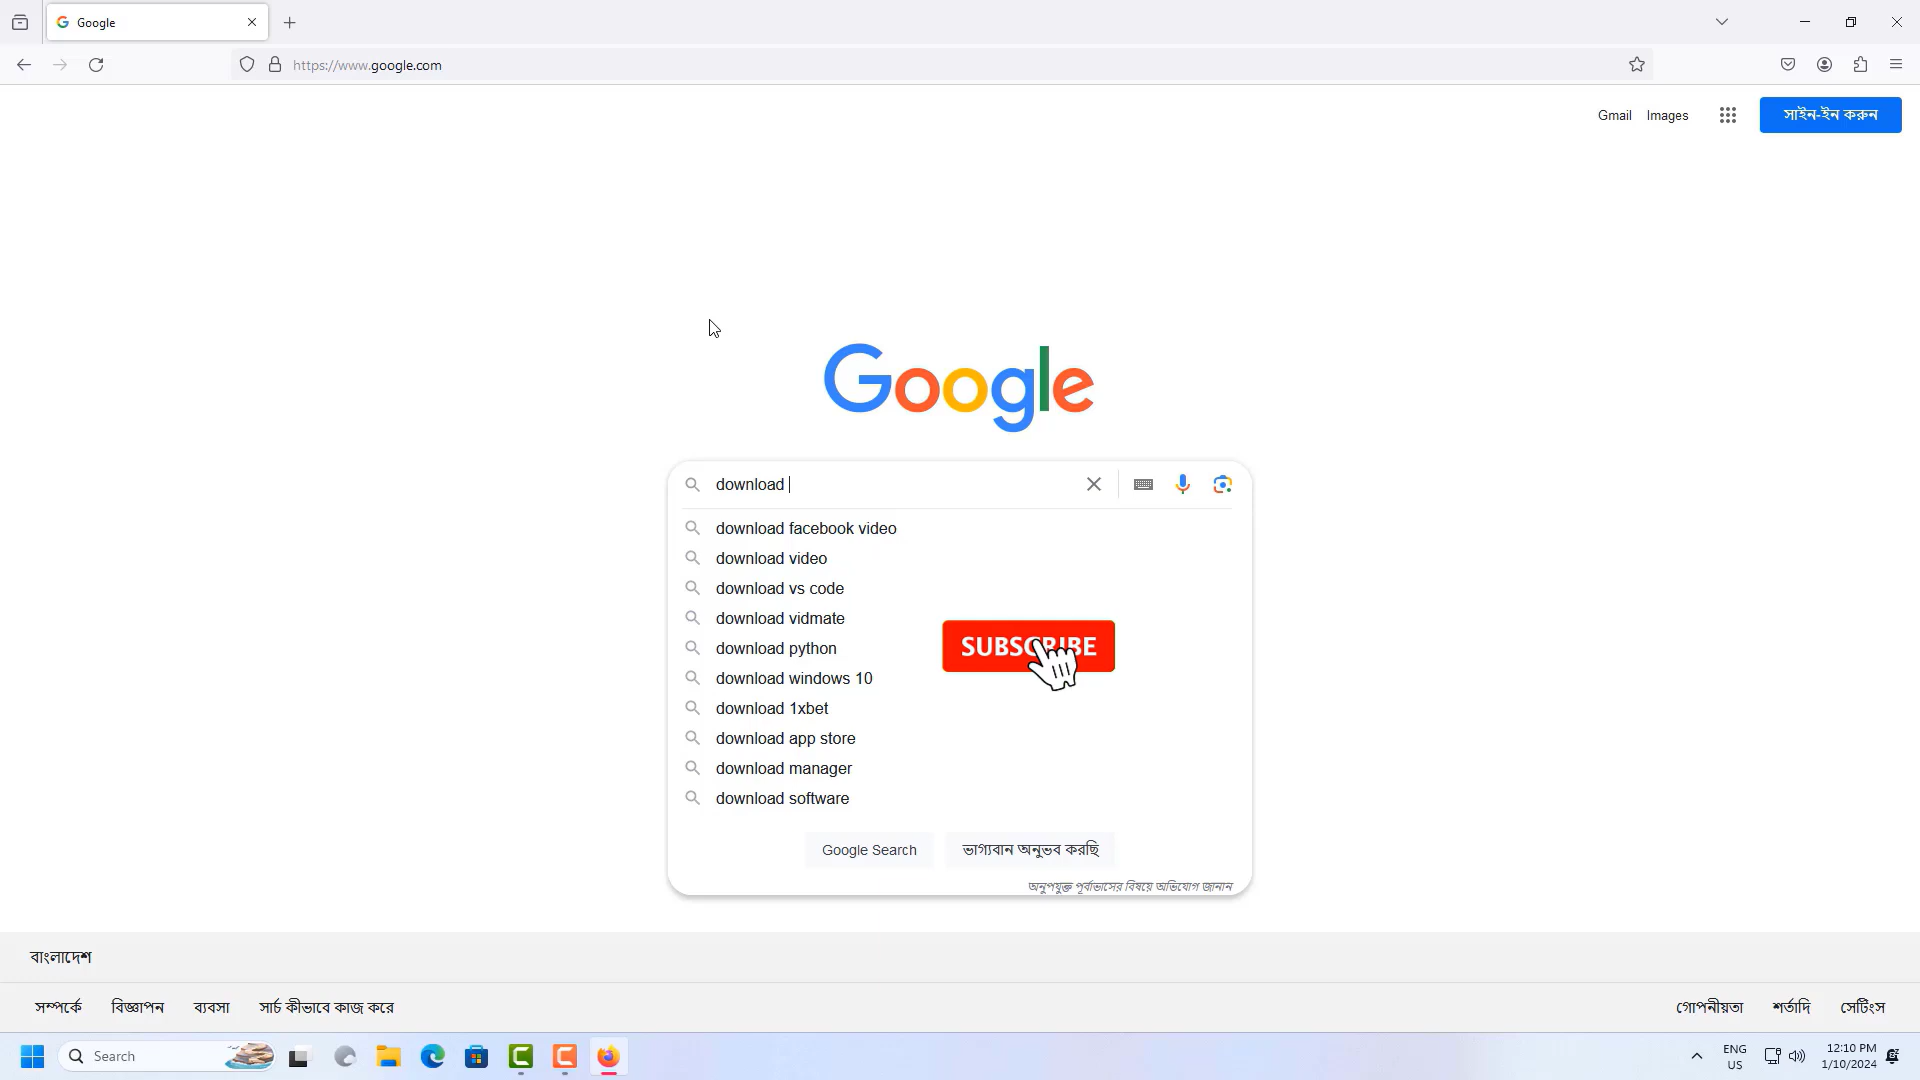 Google
https://www.google.com
Gmail Images সাইন-ইন করুন
Google
download
download facebook video
download video
download vs code
download vidmate
download python
download windows 10
download 1xbet
download app store
download manager
download software
SUBSCRIBE
Google Search ভাগ্যবান অনুভব করছি
অনুপযুক্ত পূর্বাভাসের বিষয়ে অভিযোগ জানান
বাংলাদেশ
সম্পর্কে বিজ্ঞাপন ব্যবসা সার্চ কীভাবে কাজ করে গোপনীয়তা শর্তাদি সেটিংস
Search ENG 12:10 PM
US 1/10/2024